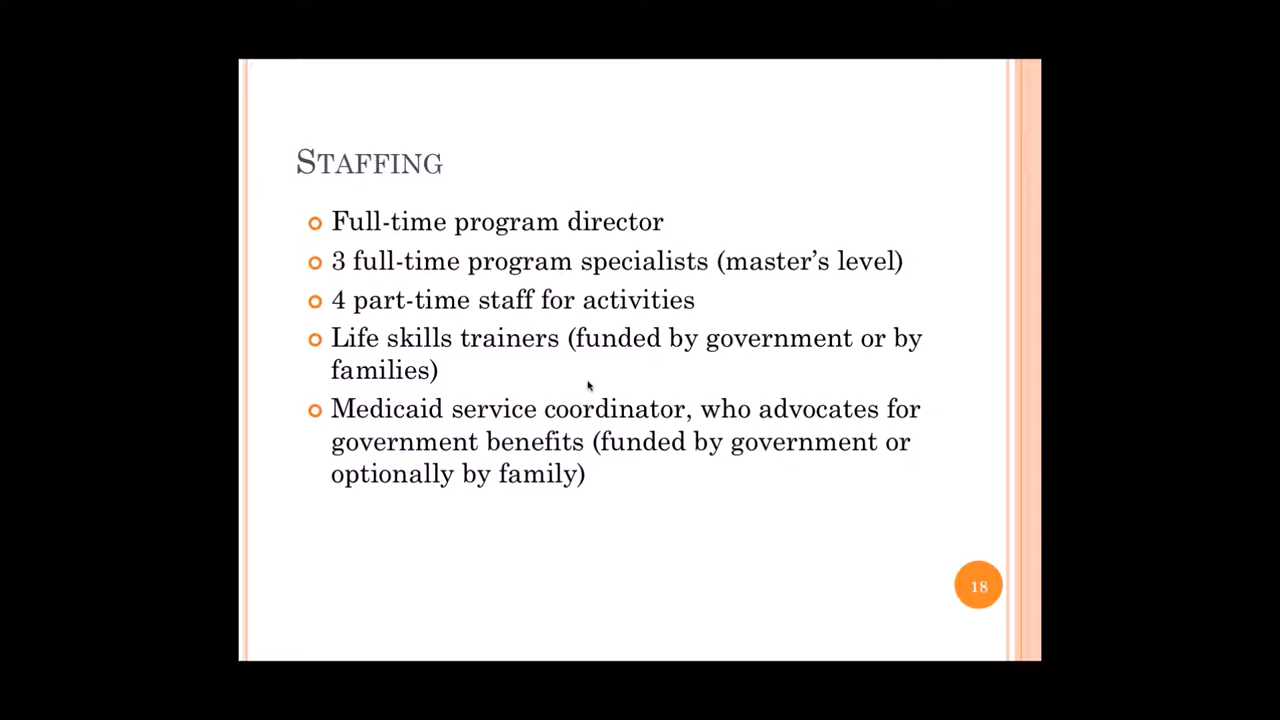 STAFFING
Full-time program director
3 full-time program specialists (master’s level)
4 part-time staff for activities
Life skills trainers (funded by government or by
families)
Medicaid service coordinator, who advocates for
government benefits (funded by government or
optionally by family)
18